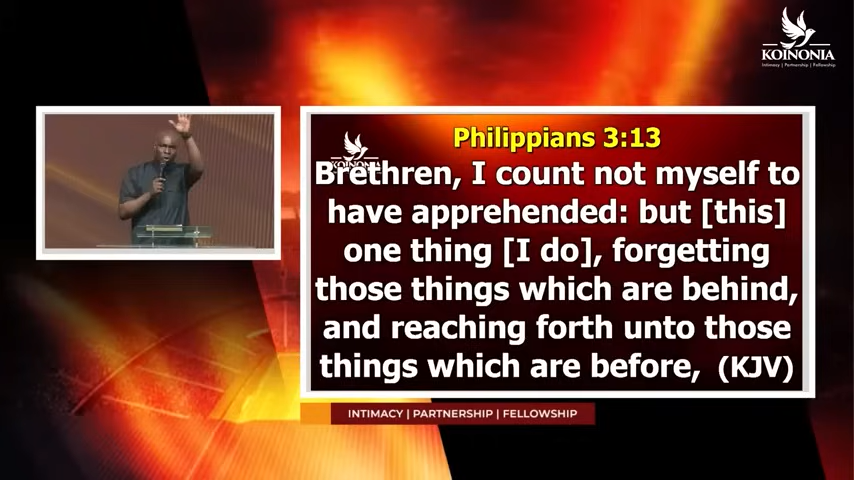 KOINONIA
Intimacy | Partnership | Fellowship
KOINONIA
Philippians 3:13
Brethren, I count not myself to
have apprehended: but [this]
one thing [I do], forgetting
those things which are behind,
and reaching forth unto those
things which are before, (KJV)
INTIMACY | PARTNERSHIP | FELLOWSHIP